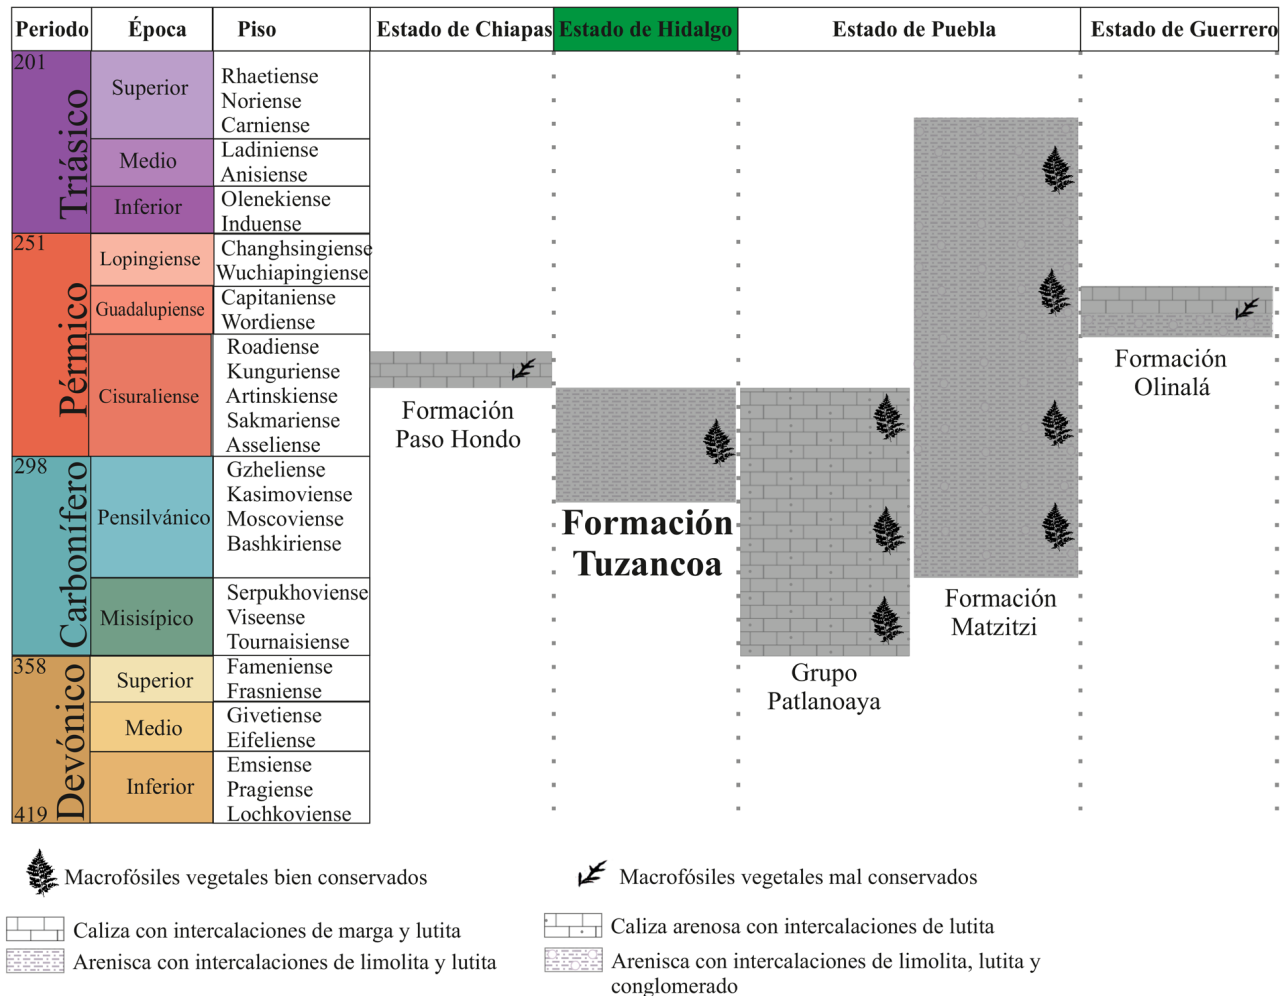 Periodo
Época
Piso
Estado de Chiapas
Estado de Hidalgo
Estado de Puebla
Estado de Guerrero
201
Triásico
Superior
Rhaetiense
Noriense
Carniense
Medio
Ladiniense
Anisiense
Inferior
Olenekiense
Induense
251
Pérmico
Lopingiense
Changhsingiense
Wuchiapingiense
Guadalupiense
Capitaniense
Wordiense
Cisuraliense
Roadiense
Kunguriense
Artinskiense
Sakmariense
Asseliense
298
Carbonífero
Pensilvánico
Gzheliense
Kasimoviense
Moscoviense
Bashkiriense
Misisípico
Serpukhoviense
Viseense
Tournaisiense
358
Devónico
419
Superior
Fameniense
Frasniense
Medio
Givetiense
Eifeliense
Inferior
Emsiense
Pragiense
Lochkoviense
Formación
Paso Hondo
Formación
Tuzancoa
Grupo
Patlanoaya
Formación
Matzitzi
Formación
Olinalá
Macrofósiles vegetales bien conservados
Macrofósiles vegetales mal conservados
Caliza con intercalaciones de marga y lutita
Caliza arenosa con intercalaciones de lutita
Arenisca con intercalaciones de limolita y lutita
Arenisca con intercalaciones de limolita, lutita y
conglomerado